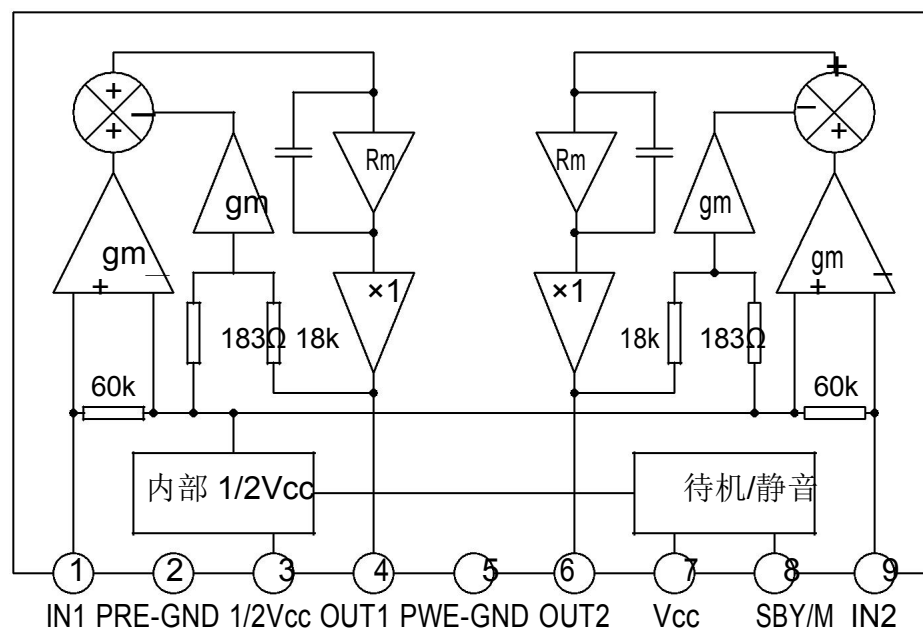 + +
+ − − +
+ Rm Rm
gm gm
gm gm
+ − + −
×1 ×1
183Ω 18k 18k 183Ω
60k 60k
内部 1/2Vcc 待机/静音
1 2 3 4 5 6 7 8 9
IN1 PRE-GND 1/2Vcc OUT1 PWE-GND OUT2 Vcc SBY/M IN2